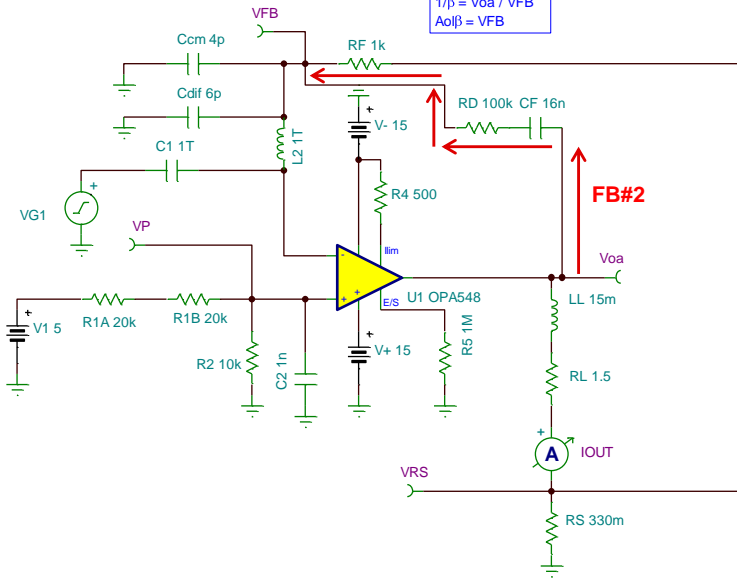 1/β = Voa / VFB
Aolβ = VFB
VFB
Ccm 4p
RF 1k
Cdif 6p
RD 100k
CF 16n
+
V- 15
C1 1T
L2 1T
+
VG1
R4 500
FB#2
VP
Ilim
-
Voa
+
+
+
E/S
U1 OPA548
LL 15m
R1A 20k
R1B 20k
+
V1 5
+
V+ 15
R5 1M
R2 10k
C2 1n
RL 1.5
+
A
IOUT
VRS
RS 330m